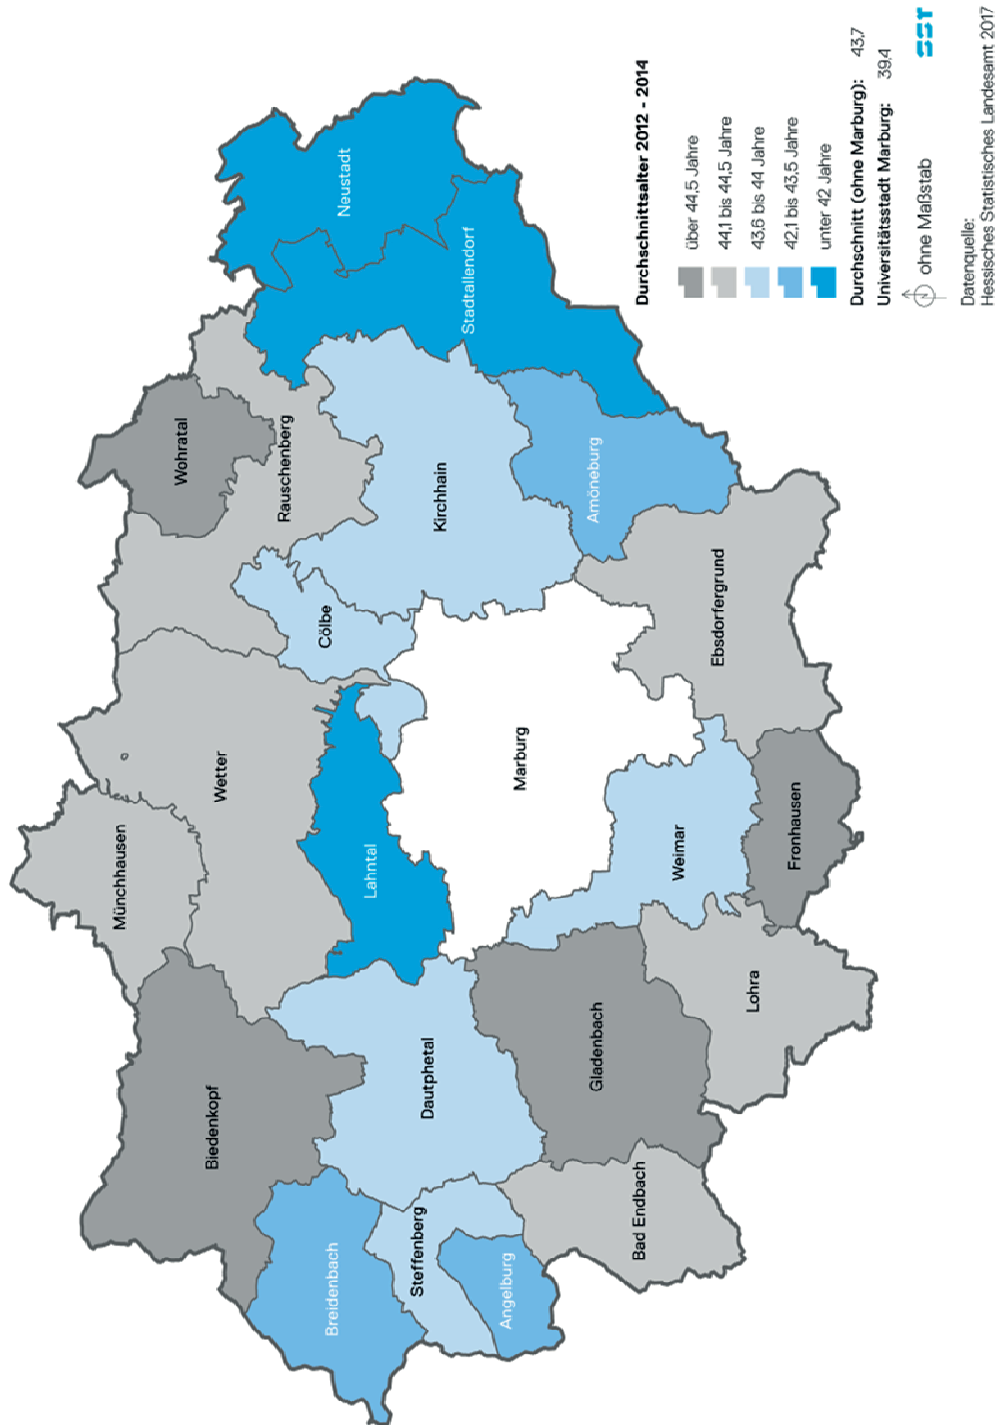 Münchhausen
Wohratal
Biedenkopf
Wetter
Rauschenberg
Neustadt
Cölbe
Breidenbach
Lahntal
Dautphetal
Steffenberg
Kirchhain
Stadtallendorf
Angelburg
Marburg
Amöneburg
Gladenbach
Bad Endbach
Weimar
Ebsdorfergrund
Lohra
Fronhausen
Durchschnittsalter 2012 - 2014
über 44,5 Jahre
44,1 bis 44,5 Jahre
43,6 bis 44 Jahre
42,1 bis 43,5 Jahre
unter 42 Jahre
Durchschnitt (ohne Marburg): 43,7
Universitätsstadt Marburg: 39,4
ohne Maßstab
SST
Datenquelle:
Hessisches Statistisches Landesamt 2017